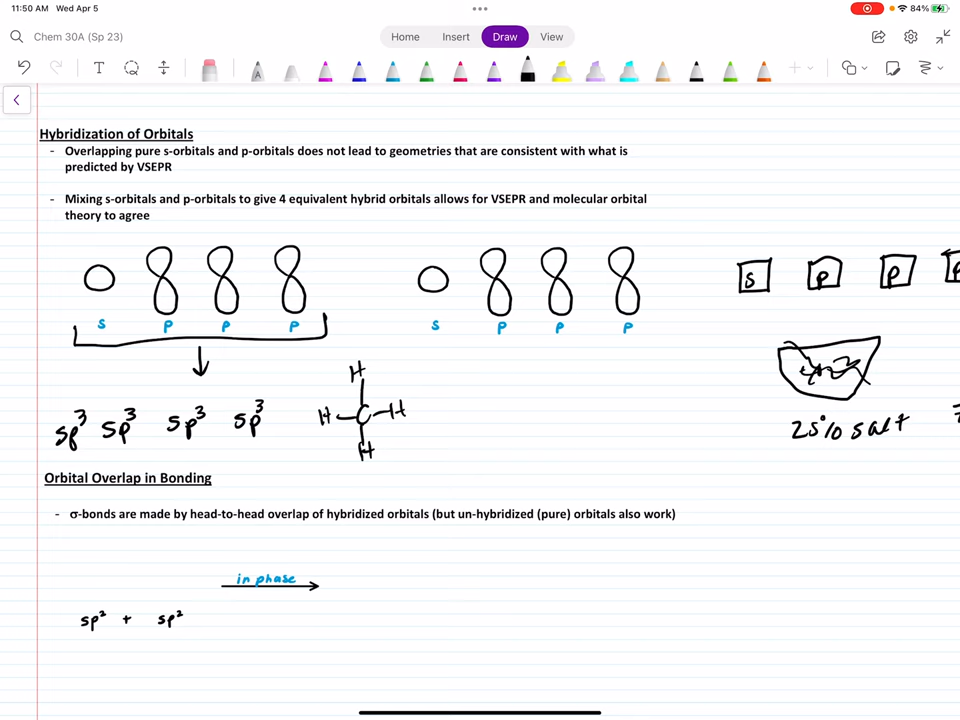 11:50 AM Wed Apr 5
84%
Chem 30A (Sp 23)
Home Insert Draw View
Hybridization of Orbitals
- Overlapping pure s-orbitals and p-orbitals does not lead to geometries that are consistent with what is
predicted by VSEPR
- Mixing s-orbitals and p-orbitals to give 4 equivalent hybrid orbitals allows for VSEPR and molecular orbital
theory to agree
s p p p
s p p p
s p p p
H
H C H
H
sp³ sp³ sp³ sp³
25% salt
Orbital Overlap in Bonding
- σ-bonds are made by head-to-head overlap of hybridized orbitals (but un-hybridized (pure) orbitals also work)
in phase
sp² + sp²